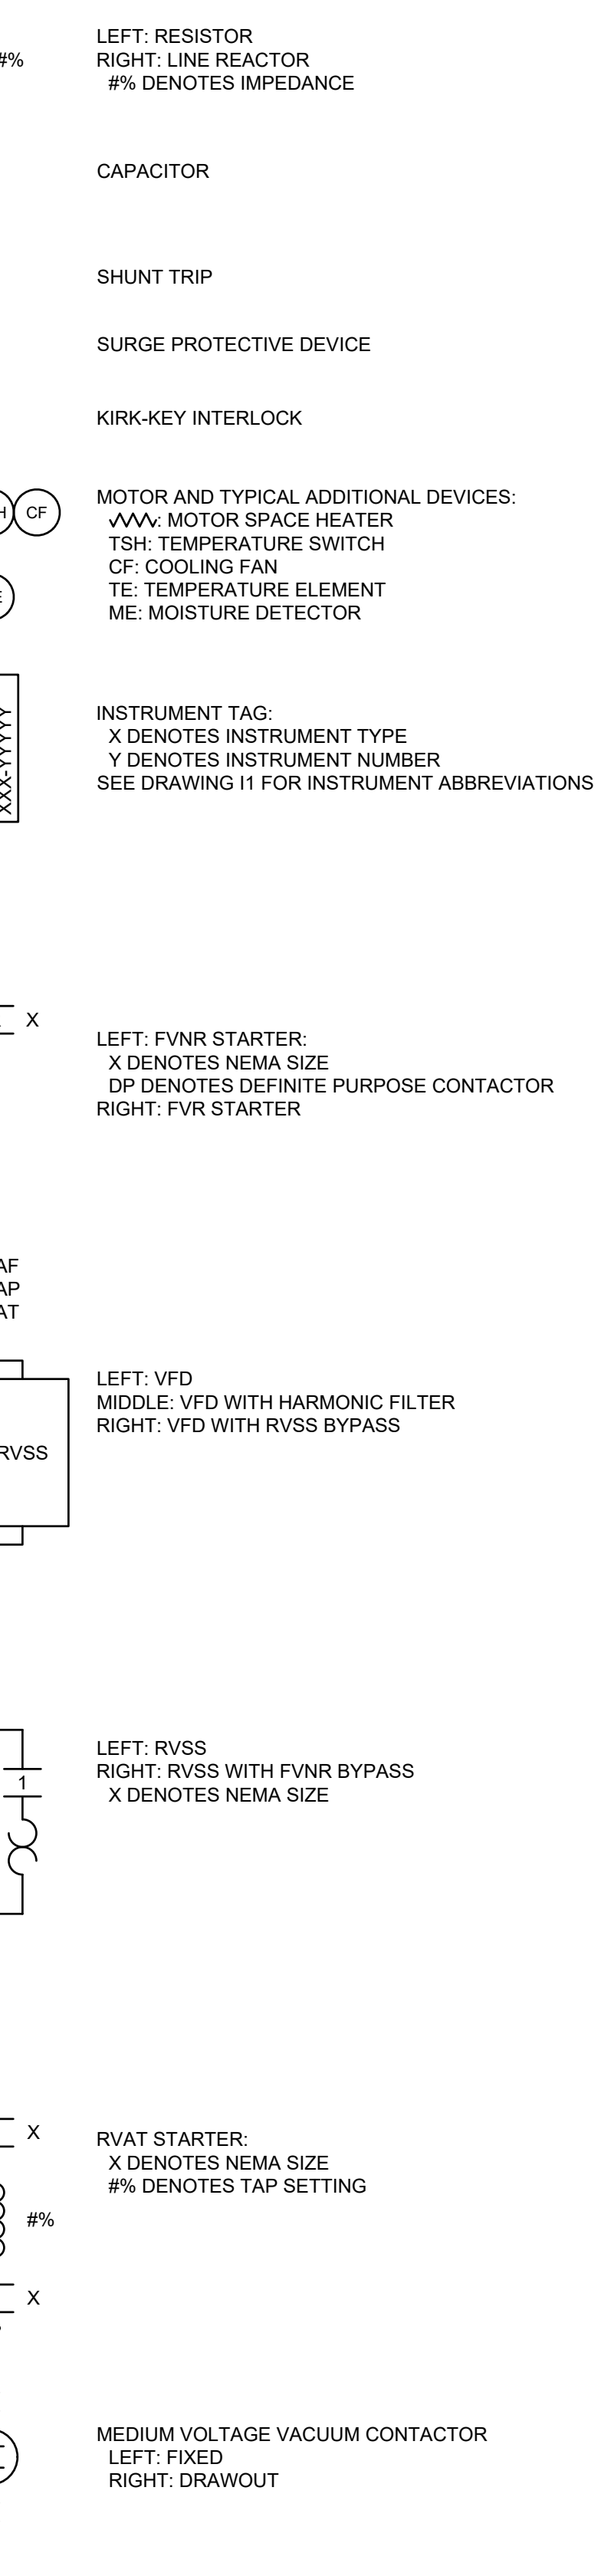 LEFT: RESISTOR
#% RIGHT: LINE REACTOR
#% DENOTES IMPEDANCE
CAPACITOR
SHUNT TRIP
SURGE PROTECTIVE DEVICE
KIRK-KEY INTERLOCK
MOTOR AND TYPICAL ADDITIONAL DEVICES:
H CF : MOTOR SPACE HEATER
TSH: TEMPERATURE SWITCH
CF: COOLING FAN
TE: TEMPERATURE ELEMENT
E
ME: MOISTURE DETECTOR
XXX-YYYYY
INSTRUMENT TAG:
X DENOTES INSTRUMENT TYPE
Y DENOTES INSTRUMENT NUMBER
SEE DRAWING I1 FOR INSTRUMENT ABBREVIATIONS
X
LEFT: FVNR STARTER:
X DENOTES NEMA SIZE
DP DENOTES DEFINITE PURPOSE CONTACTOR
RIGHT: FVR STARTER
AF
AP
AT
LEFT: VFD
MIDDLE: VFD WITH HARMONIC FILTER
RIGHT: VFD WITH RVSS BYPASS
RVSS
LEFT: RVSS
RIGHT: RVSS WITH FVNR BYPASS
1
X DENOTES NEMA SIZE
X
RVAT STARTER:
X DENOTES NEMA SIZE
#% DENOTES TAP SETTING
#%
X
MEDIUM VOLTAGE VACUUM CONTACTOR
LEFT: FIXED
RIGHT: DRAWOUT